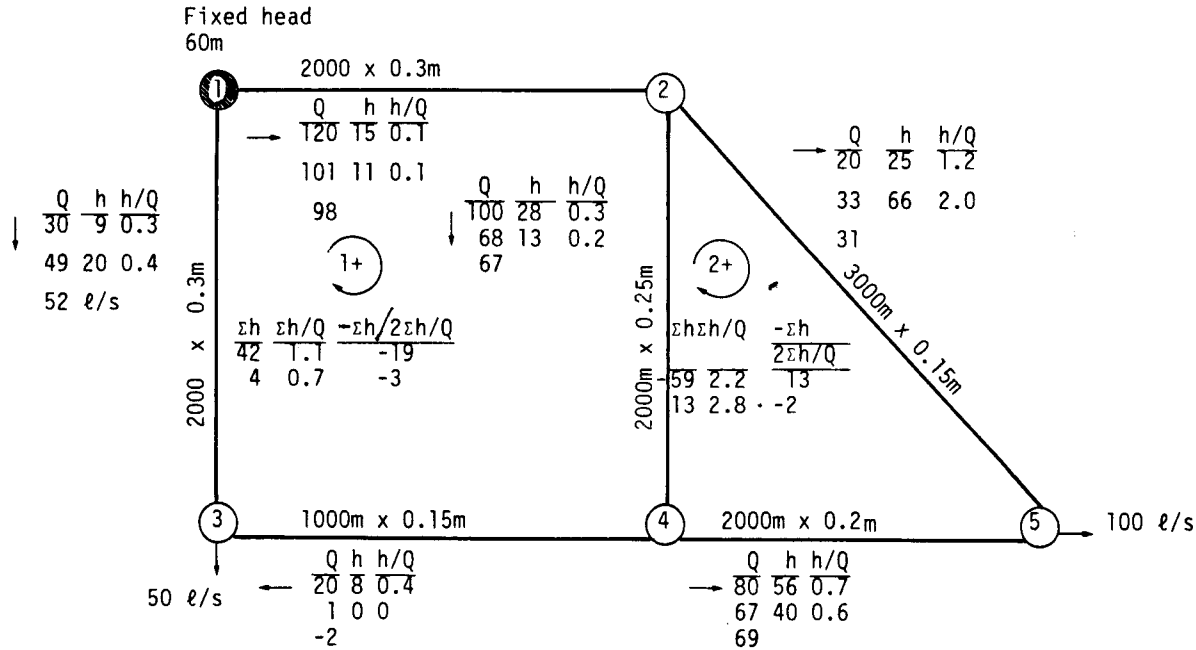 Fixed head
60m
1
2000 x 0.3m
2
Q h h/Q
120 15 0.1
101 11 0.1
98
Q h h/Q
20 25 1.2
33 66 2.0
31
Q h h/Q
30 9 0.3
49 20 0.4
52 ℓ/s
Q h h/Q
100 28 0.3
68 13 0.2
67
1+
2+
2000 x 0.3m
2000m x 0.25m
3000m x 0.15m
Σh Σh/Q -Σh/2Σh/Q
42 1.1 -19
4 0.7 -3
ΣhΣh/Q -Σh
2Σh/Q
-59 2.2 13
13 2.8 -2
3
1000m x 0.15m
4
2000m x 0.2m
5
100 ℓ/s
50 ℓ/s
Q h h/Q
20 8 0.4
1 0 0
-2
Q h h/Q
80 56 0.7
67 40 0.6
69